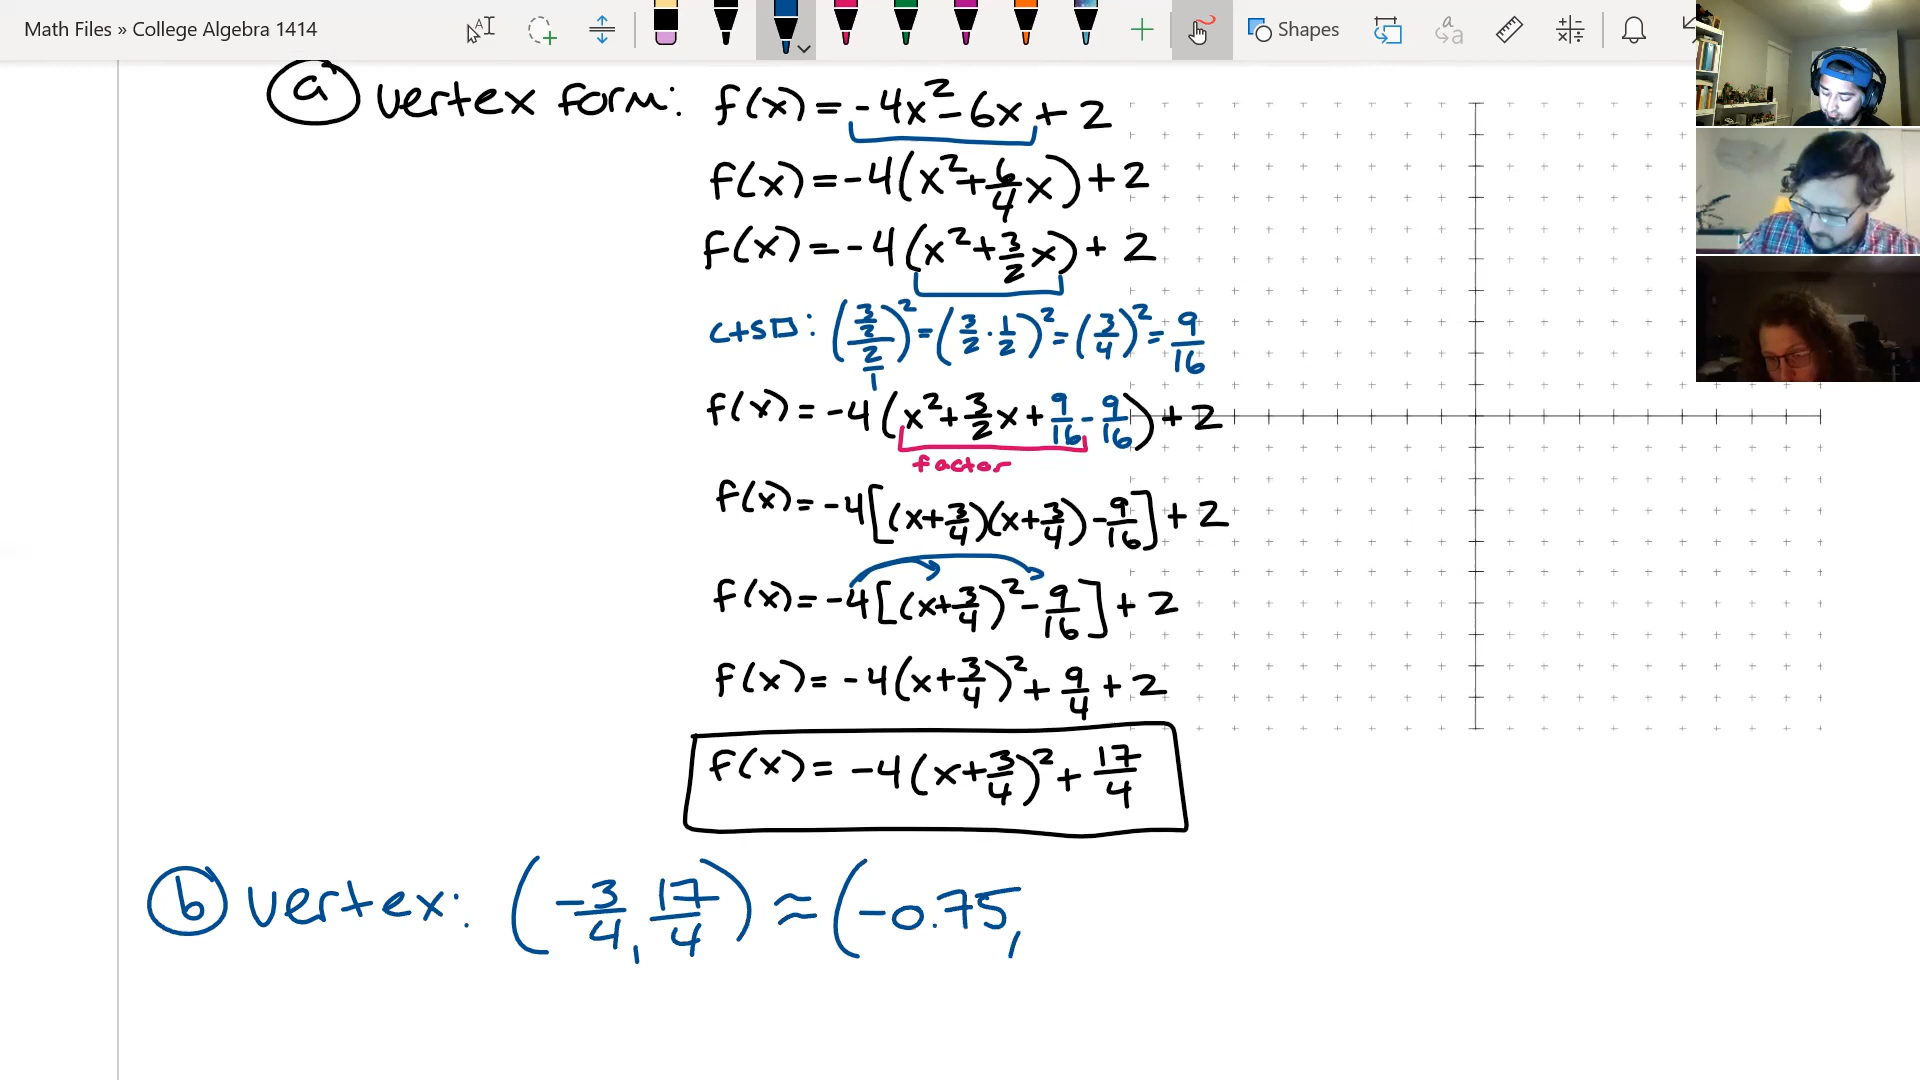 Math Files » College Algebra 1414
Shapes
a vertex form: f(x) = -4x² - 6x + 2
f(x) = -4(x² + 6/4 x) + 2
f(x) = -4(x² + 3/2 x) + 2
CTS□: ((3/2)/(2/1))² = (3/2 · 1/2)² = (3/4)² = 9/16
f(x) = -4(x² + 3/2 x + 9/16 - 9/16) + 2
factor
f(x) = -4[(x + 3/4)(x + 3/4) - 9/16] + 2
f(x) = -4[(x + 3/4)² - 9/16] + 2
f(x) = -4(x + 3/4)² + 9/4 + 2
f(x) = -4(x + 3/4)² + 17/4
b vertex: (-3/4, 17/4) ≈ (-0.75,